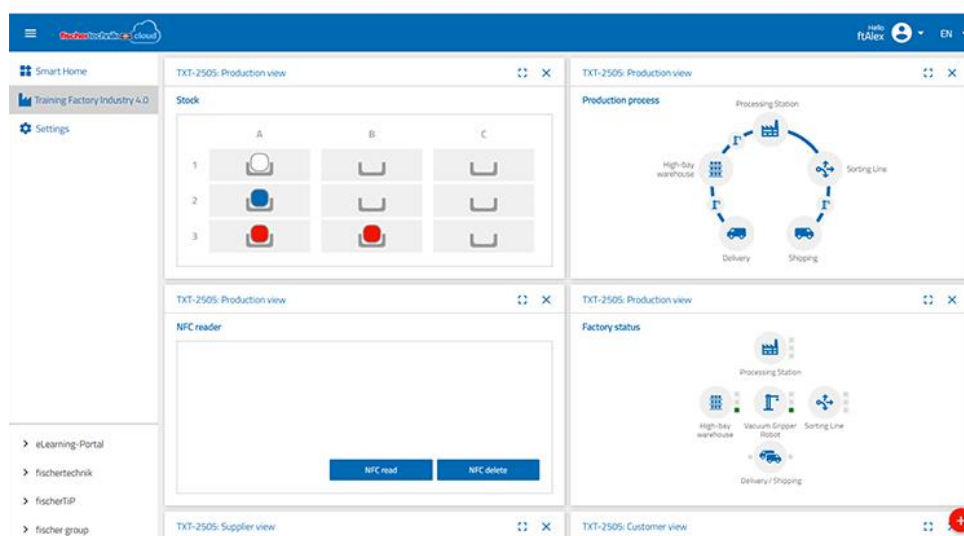 fischertechnik cloud
Hello
ftAlex
EN
Smart Home
Training Factory Industry 4.0
Settings
eLearning-Portal
fischertechnik
fischerTiP
fischer group
TXT-2505: Production view
Stock
A B C
1
2
3
TXT-2505: Production view
Production process
Processing Station
High-bay
warehouse
Sorting Line
Delivery
Shipping
TXT-2505: Production view
NFC reader
NFC read
NFC delete
TXT-2505: Production view
Factory status
Processing Station
High-bay
warehouse
Vacuum Gripper
Robot
Sorting Line
Delivery / Shipping
TXT-2505: Supplier view
TXT-2505: Customer view